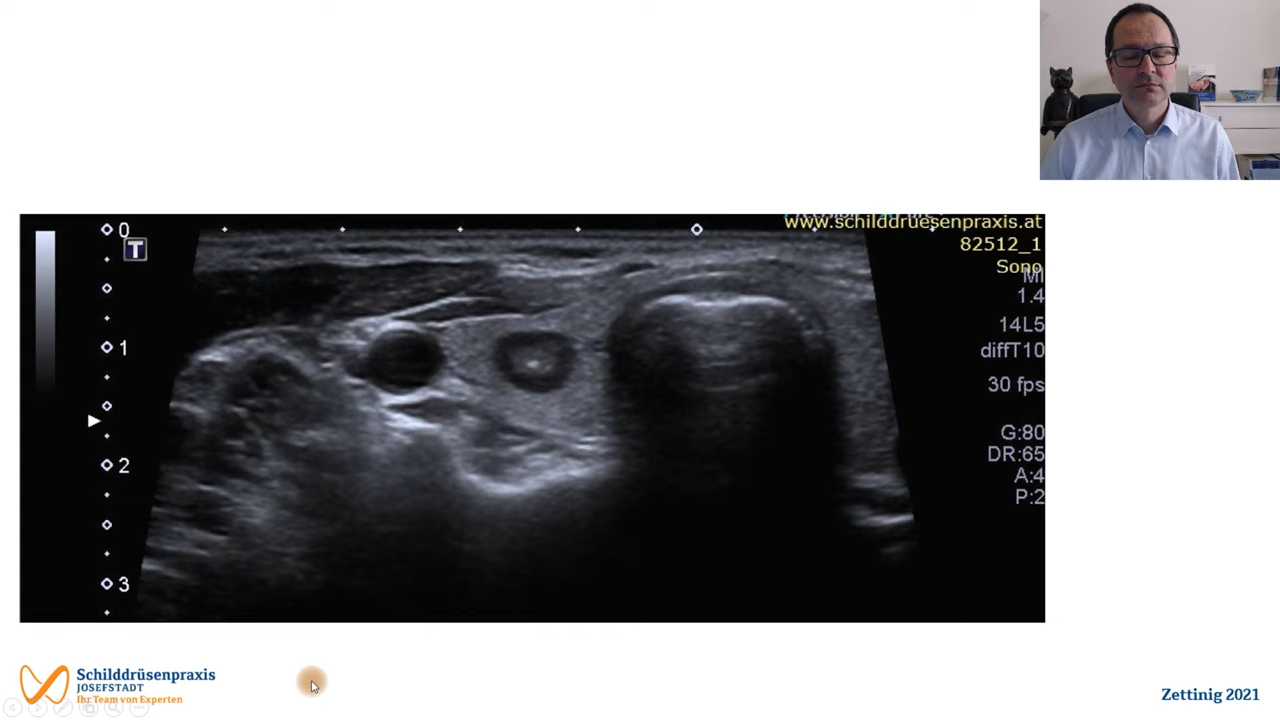 www.schilddruesenpraxis.at
82512_1
Sono
MI
1.4
14L5
diffT10
30 fps
G:80
DR:65
A:4
P:2
0
T
1
2
3
Schilddrüsenpraxis
JOSEFSTADT
Ihr Team von Experten
Zettinig 2021